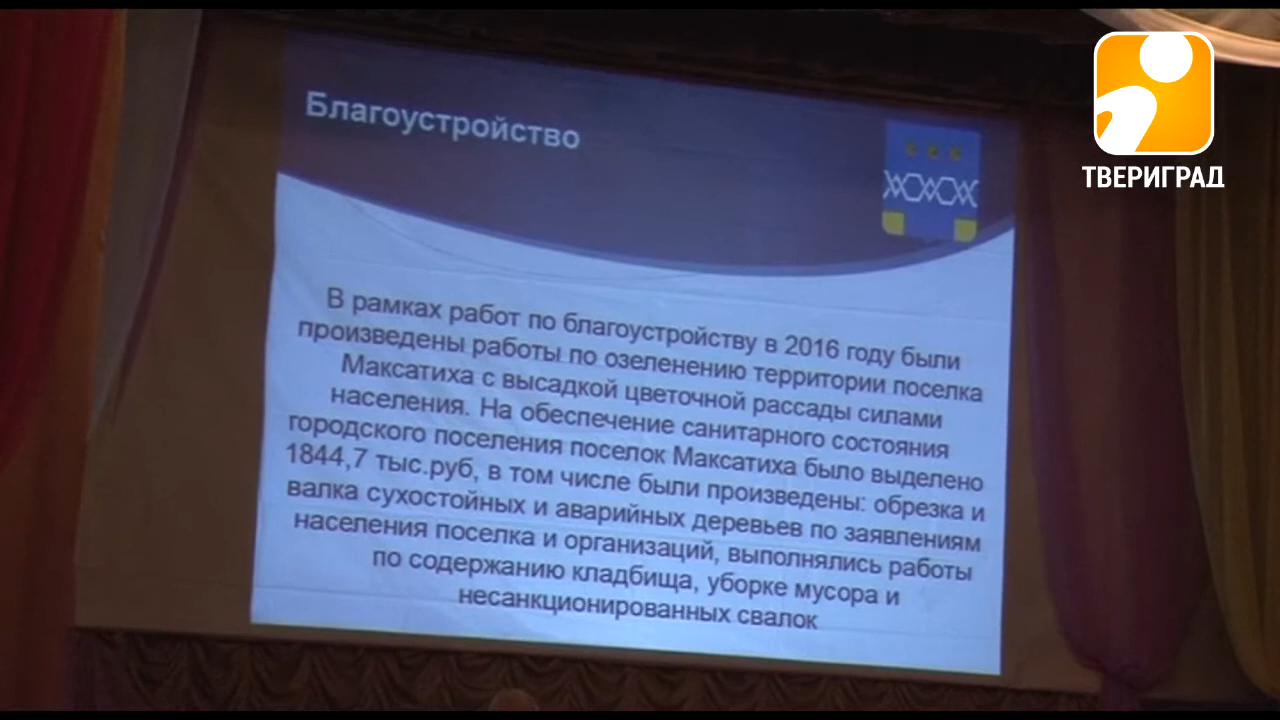 Благоустройство
ТВЕРИГРАД
В рамках работ по благоустройству в 2016 году были
произведены работы по озеленению территории поселка
Максатиха с высадкой цветочной рассады силами
населения. На обеспечение санитарного состояния
городского поселения поселок Максатиха было выделено
1844,7 тыс.руб, в том числе были произведены: обрезка и
валка сухостойных и аварийных деревьев по заявлениям
населения поселка и организаций, выполнялись работы
по содержанию кладбища, уборке мусора и
несанкционированных свалок